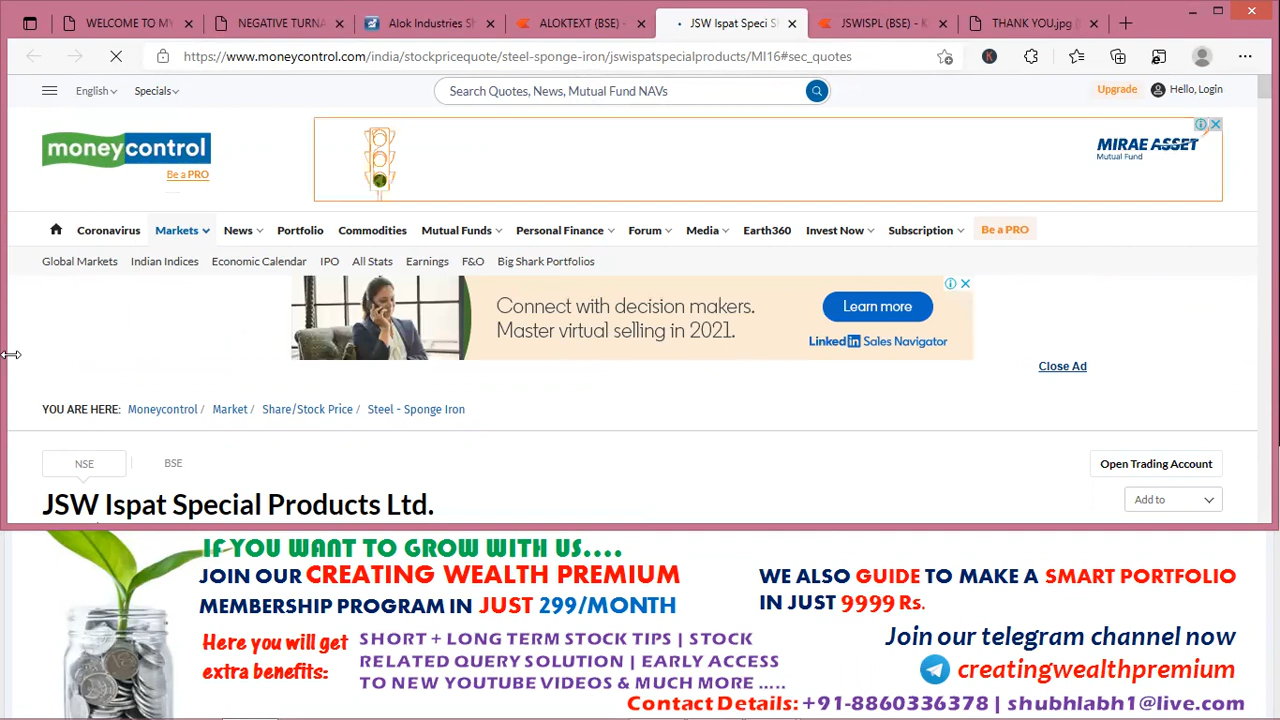 WELCOME TO MY
NEGATIVE TURNA
Alok Industries Sh
ALOKTEXT (BSE) -
JSW Ispat Speci S
JSWISPL (BSE) - K
THANK YOU.jpg (
https://www.moneycontrol.com/india/stockpricequote/steel-sponge-iron/jswispatspecialproducts/MI16#sec_quotes
English Specials Search Quotes, News, Mutual Fund NAVs Upgrade Hello, Login
moneycontrol
Be a PRO
MIRAE ASSET
Mutual Fund
Coronavirus Markets News Portfolio Commodities Mutual Funds Personal Finance Forum Media Earth360 Invest Now Subscription Be a PRO
Global Markets Indian Indices Economic Calendar IPO All Stats Earnings F&O Big Shark Portfolios
Connect with decision makers.
Master virtual selling in 2021.
Learn more
LinkedIn Sales Navigator
Close Ad
YOU ARE HERE: Moneycontrol / Market / Share/Stock Price / Steel - Sponge Iron
NSE BSE
Open Trading Account
JSW Ispat Special Products Ltd.
Add to
IF YOU WANT TO GROW WITH US....
JOIN OUR CREATING WEALTH PREMIUM
MEMBERSHIP PROGRAM IN JUST 299/MONTH
WE ALSO GUIDE TO MAKE A SMART PORTFOLIO
IN JUST 9999 Rs.
Here you will get
extra benefits:
SHORT + LONG TERM STOCK TIPS | STOCK
RELATED QUERY SOLUTION | EARLY ACCESS
TO NEW YOUTUBE VIDEOS & MUCH MORE .....
Join our telegram channel now
creatingwealthpremium
Contact Details: +91-8860336378 | shubhlabh1@live.com